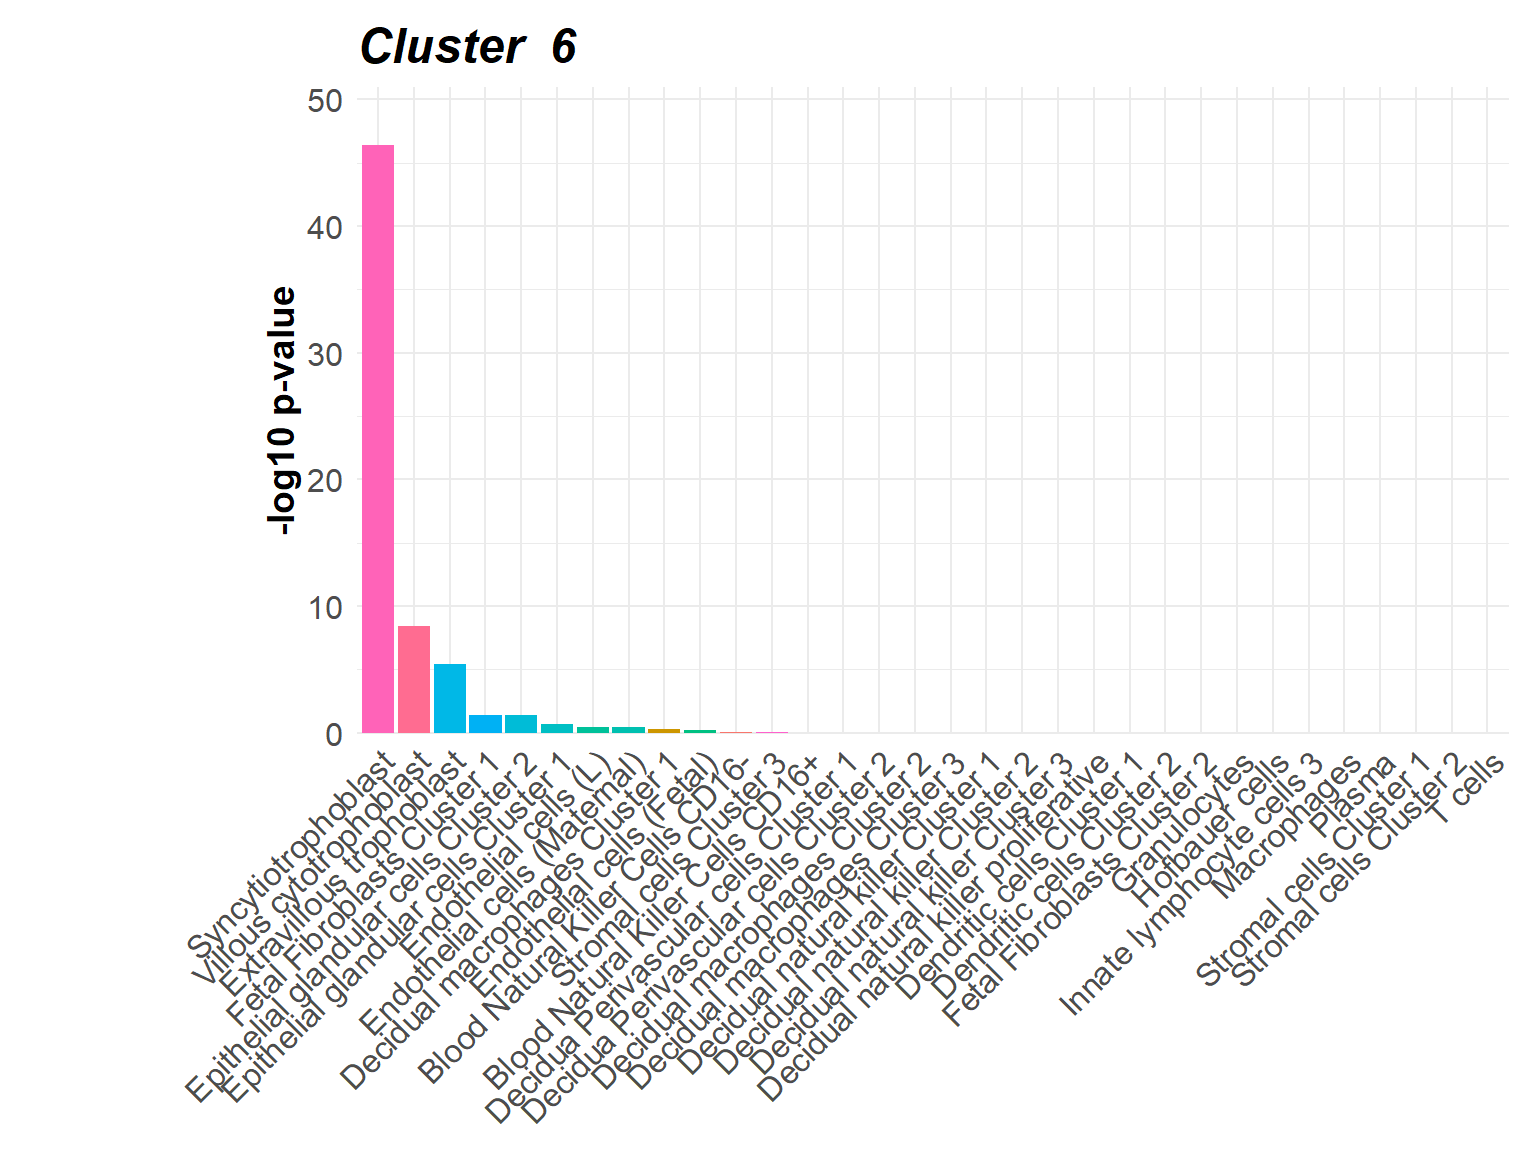 Cluster 6
-log10 p-value
50
40
30
20
10
0
Syncytiotrophoblast
Villous cytotrophoblast
Extravillous trophoblast
Fetal Fibroblasts Cluster 1
Epithelial glandular cells Cluster 2
Epithelial glandular cells Cluster 1
Endothelial cells (L)
Endothelial cells (Maternal)
Decidual macrophages Cluster 1
Endothelial cells (Fetal)
Blood Natural Killer Cells CD16-
Stromal cells Cluster 3
Blood Natural Killer Cells CD16+
Decidua Perivascular cells Cluster 1
Decidua Perivascular cells Cluster 2
Decidual macrophages Cluster 2
Decidual macrophages Cluster 3
Decidual natural killer Cluster 1
Decidual natural killer Cluster 2
Decidual natural killer Cluster 3
Decidual natural killer proliferative
Dendritic cells Cluster 1
Dendritic cells Cluster 2
Fetal Fibroblasts Cluster 2
Granulocytes
Hofbauer cells
Innate lymphocyte cells 3
Macrophages
Plasma
Stromal cells Cluster 1
Stromal cells Cluster 2
T cells